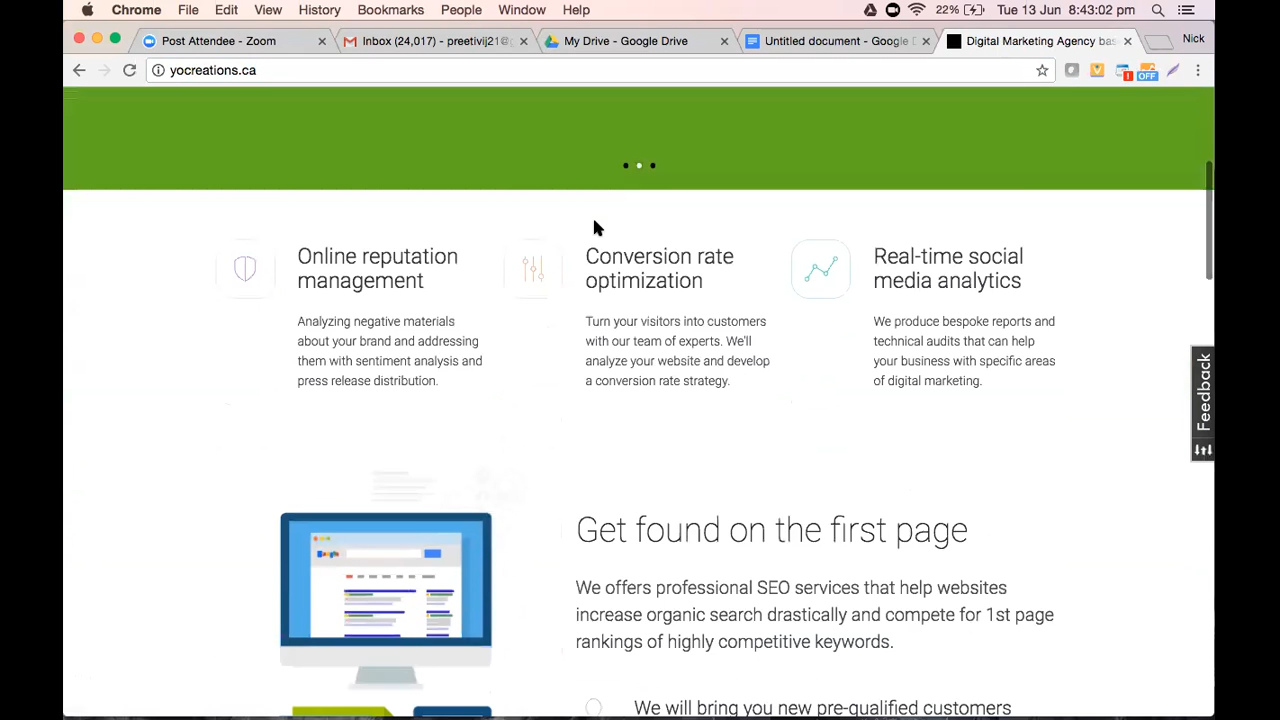 Chrome File Edit View History Bookmarks People Window Help 22% Tue 13 Jun 8:43:02 pm
Post Attendee - Zoom Inbox (24,017) - preetivij21@g My Drive - Google Drive Untitled document - Google D Digital Marketing Agency bas Nick
yocreations.ca OFF
Online reputation
management
Analyzing negative materials
about your brand and addressing
them with sentiment analysis and
press release distribution.
Conversion rate
optimization
Turn your visitors into customers
with our team of experts. We'll
analyze your website and develop
a conversion rate strategy.
Real-time social
media analytics
We produce bespoke reports and
technical audits that can help
your business with specific areas
of digital marketing.
Feedback
Get found on the first page
We offers professional SEO services that help websites
increase organic search drastically and compete for 1st page
rankings of highly competitive keywords.
We will bring you new pre-qualified customers